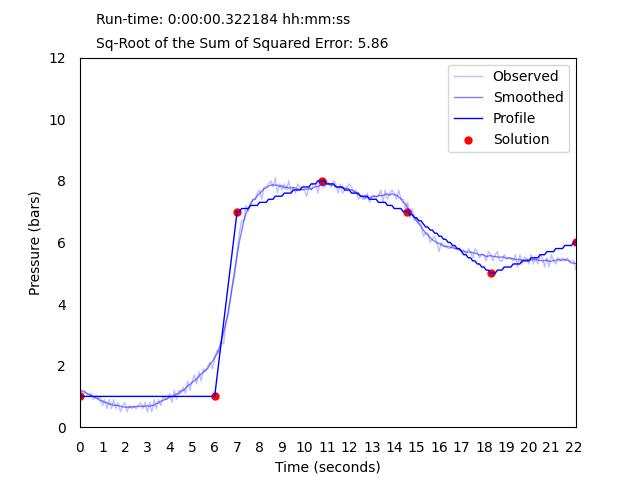 Run-time: 0:00:00.322184 hh:mm:ss
Sq-Root of the Sum of Squared Error: 5.86
12
10
8
6
4
2
0
Pressure (bars)
Observed
Smoothed
Profile
Solution
0 1 2 3 4 5 6 7 8 9 10 11 12 13 14 15 16 17 18 19 20 21 22
Time (seconds)